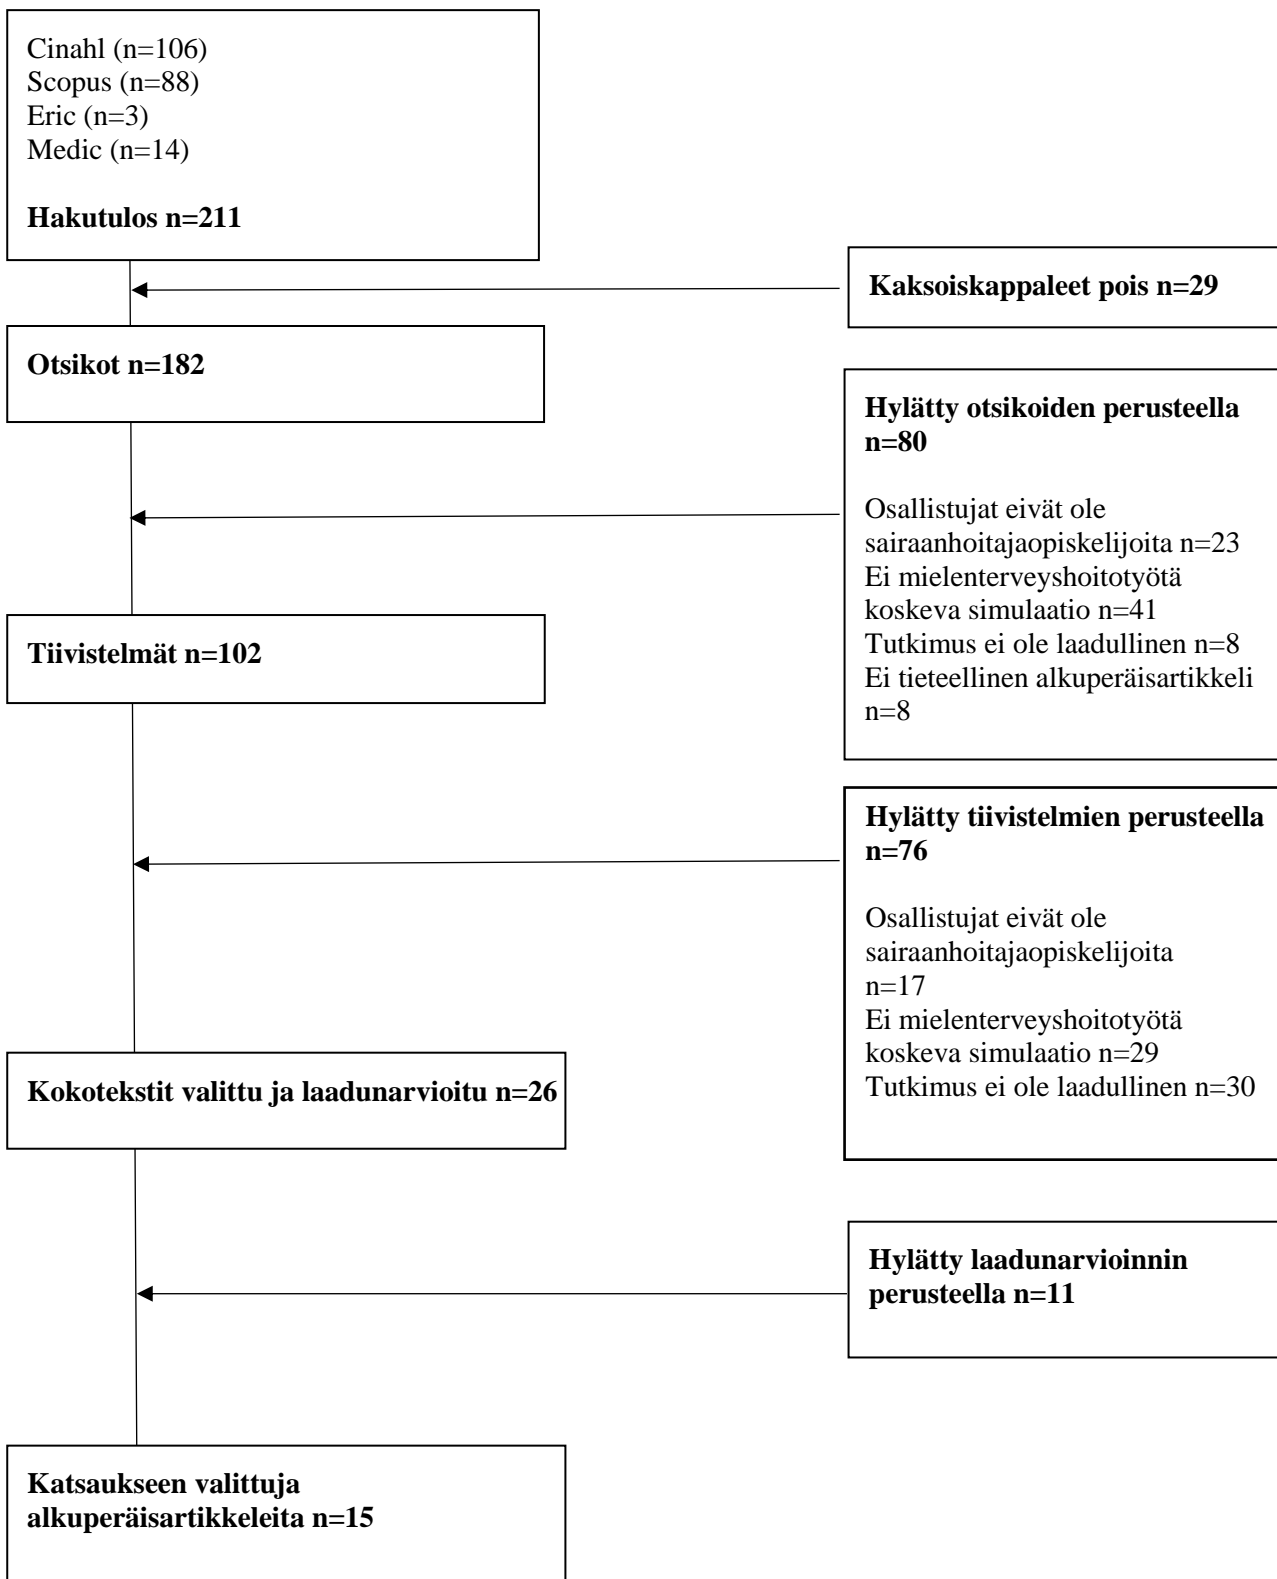 Cinahl (n=106)
Scopus (n=88)
Eric (n=3)
Medic (n=14)
Hakutulos n=211
Kaksoiskappaleet pois n=29
Otsikot n=182
Hylätty otsikoiden perusteella
n=80
Osallistujat eivät ole
sairaanhoitajaopiskelijoita n=23
Ei mielenterveyshoitotyötä
koskeva simulaatio n=41
Tutkimus ei ole laadullinen n=8
Ei tieteellinen alkuperäisartikkeli
n=8
Tiivistelmät n=102
Hylätty tiivistelmien perusteella
n=76
Osallistujat eivät ole
sairaanhoitajaopiskelijoita
n=17
Ei mielenterveyshoitotyötä
koskeva simulaatio n=29
Tutkimus ei ole laadullinen n=30
Kokotekstit valittu ja laadunarvioitu n=26
Hylätty laadunarvioinnin
perusteella n=11
Katsaukseen valittuja
alkuperäisartikkeleita n=15